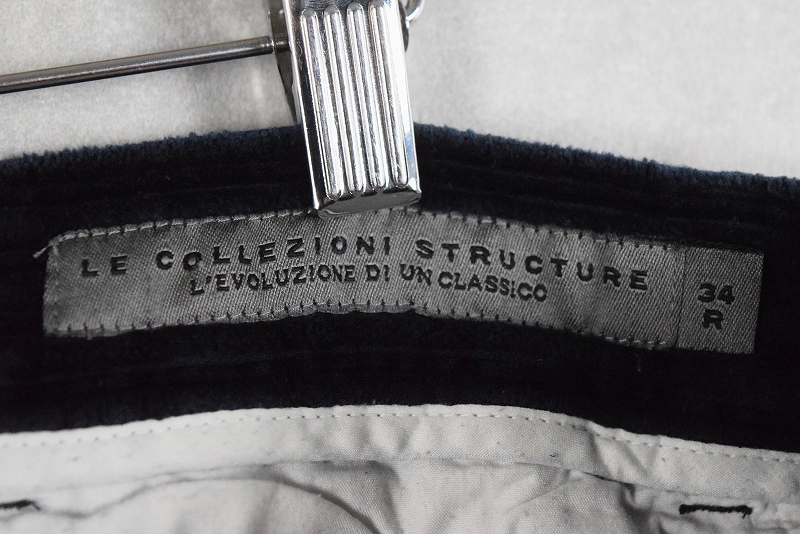 LE COLLEZIONI STRUCTURE
L'EVOLUZIONE DI UN CLASSICO
34
R